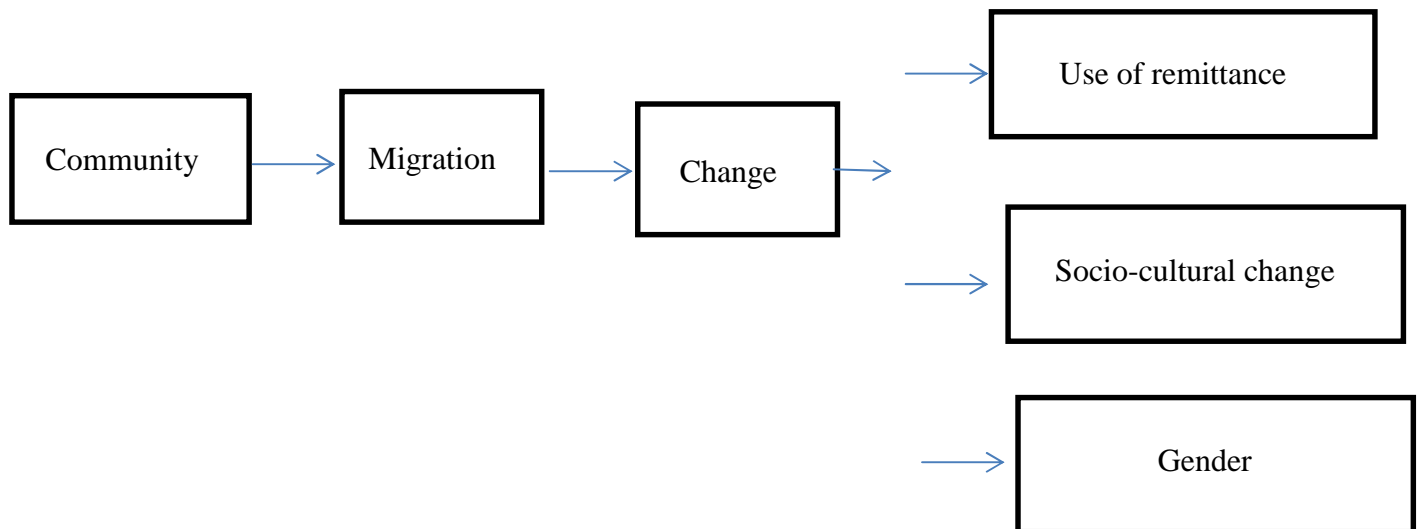 Community
Migration
Change
Use of remittance
Socio-cultural change
Gender